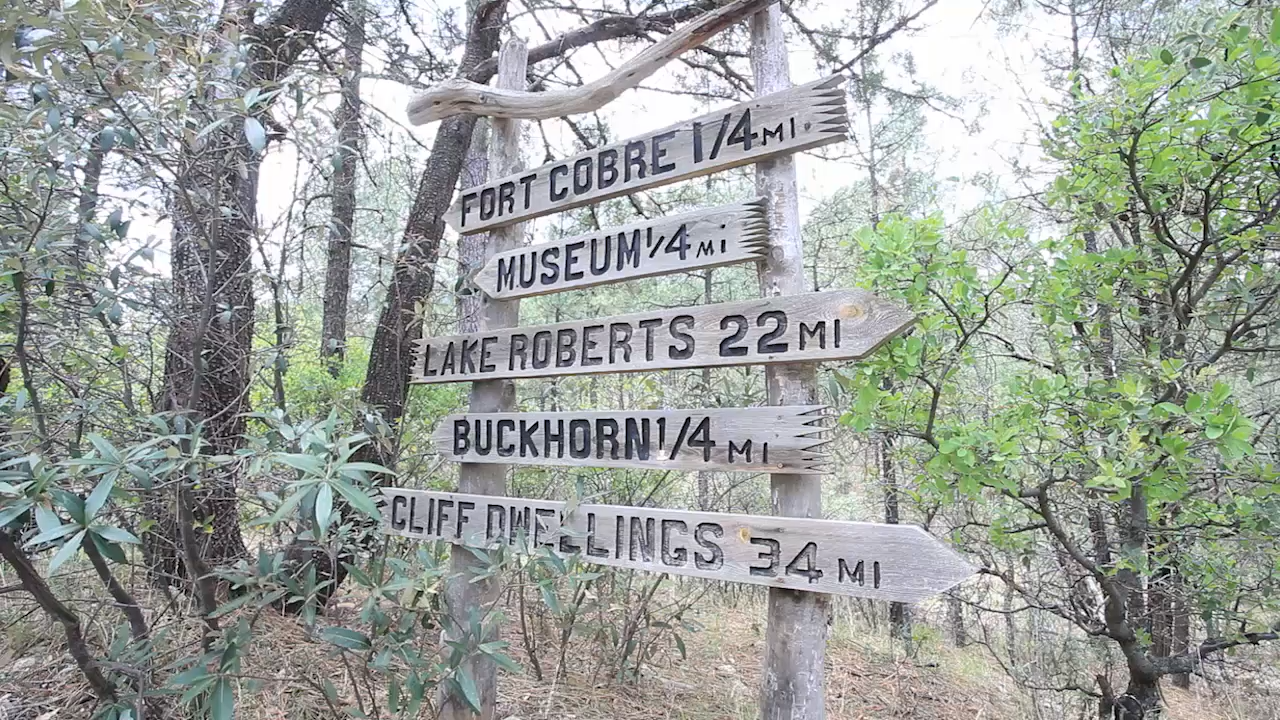 FORT COBRE 1/4 MI.
MUSEUM 1/4 Mi
LAKE ROBERTS 22 MI
BUCKHORN 1/4 MI
CLIFF DWELLINGS 34 MI